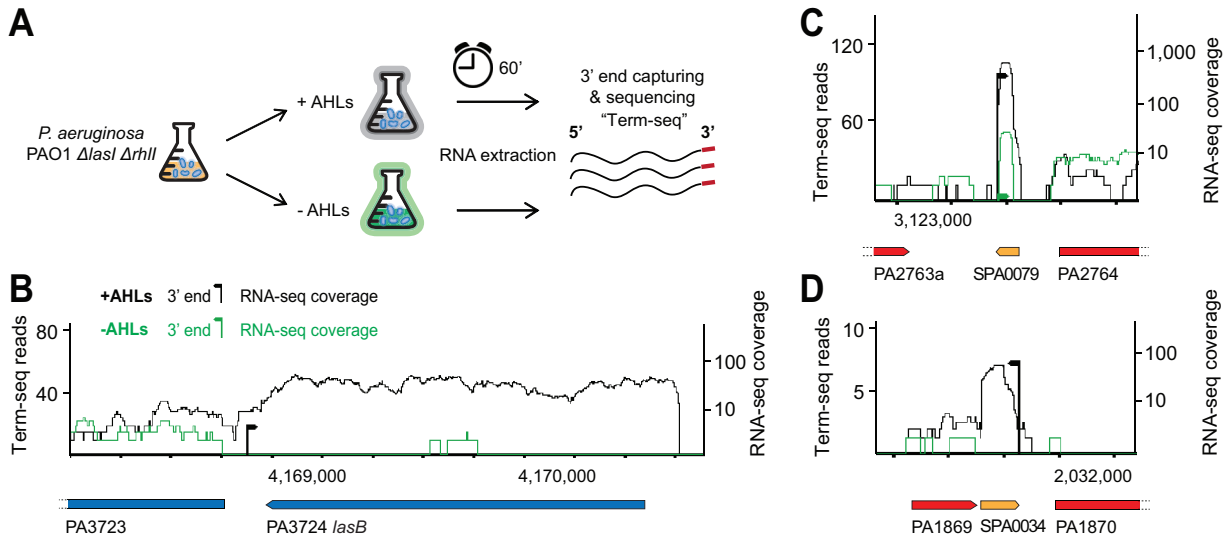 A
P. aeruginosa
PAO1 ΔlasI ΔrhlI
+ AHLs
- AHLs
60’
RNA extraction
3’ end capturing
& sequencing
“Term-seq”
5’ 3’
B
+AHLs 3’ end RNA-seq coverage
-AHLs 3’ end RNA-seq coverage
Term-seq reads
80
40
100
10
RNA-seq coverage
4,169,000 4,170,000
PA3723 PA3724 lasB
C
Term-seq reads
120
60
1,000
100
10
RNA-seq coverage
3,123,000
PA2763a SPA0079 PA2764
D
Term-seq reads
10
5
100
10
RNA-seq coverage
2,032,000
PA1869 SPA0034 PA1870